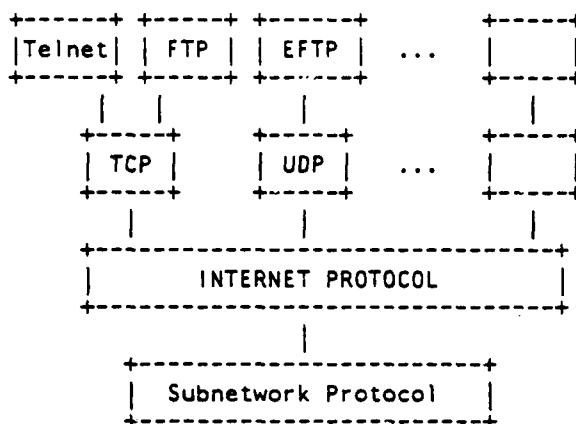 Telnet FTP EFTP ...
TCP UDP ...
INTERNET PROTOCOL
Subnetwork Protocol